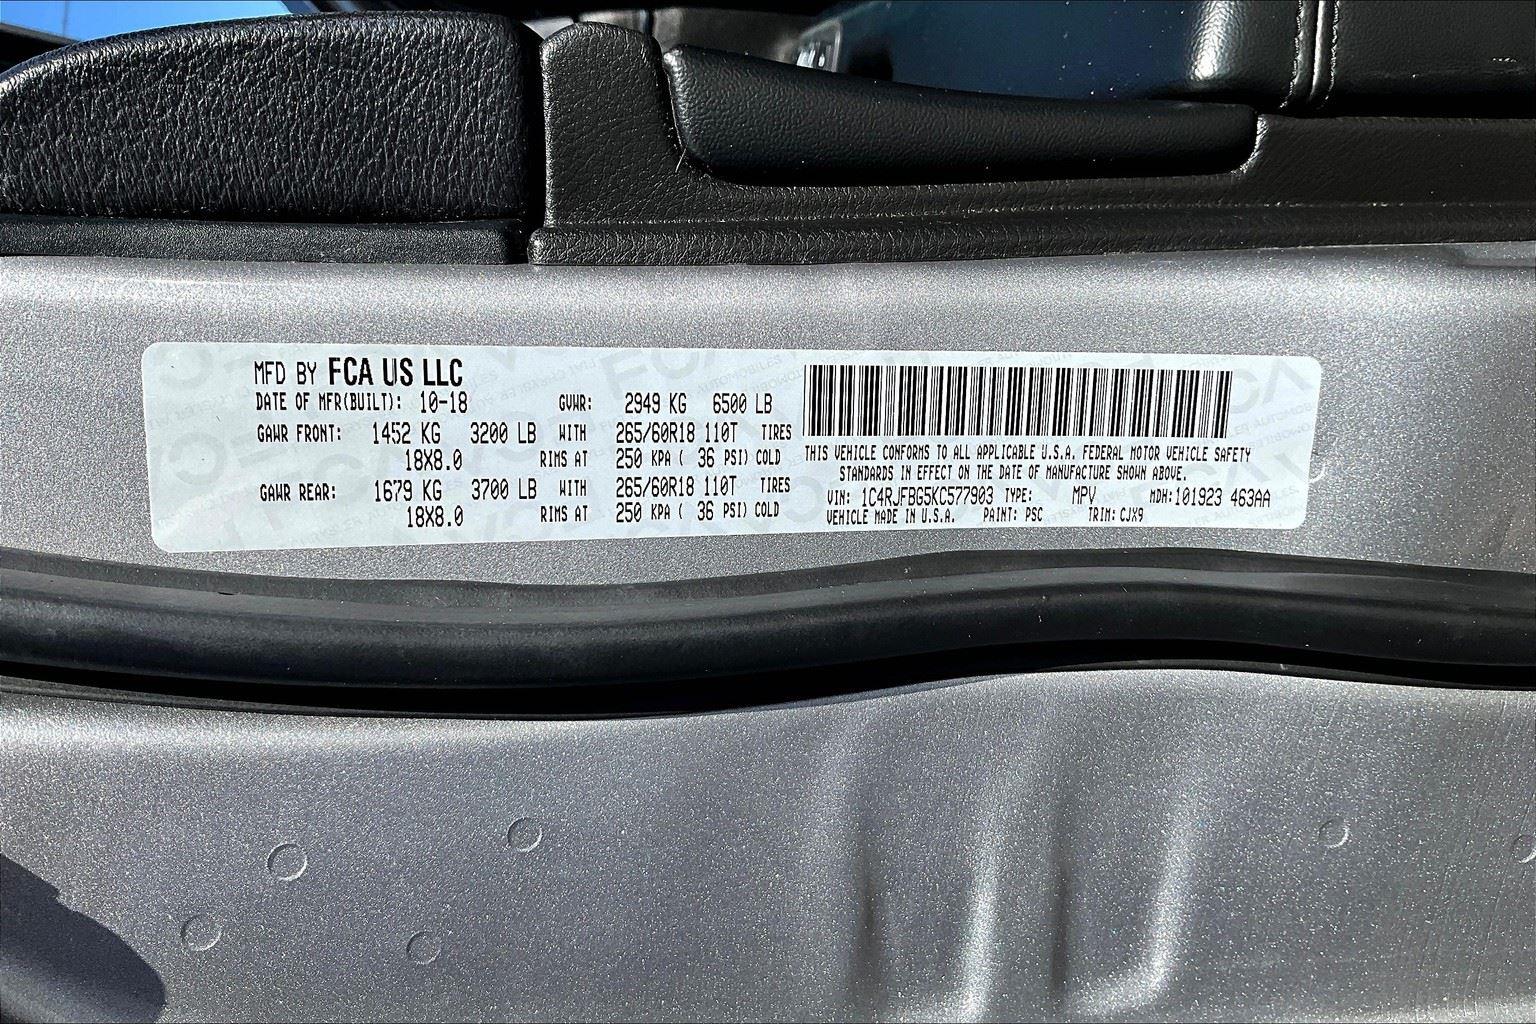 MFD BY FCA US LLC
DATE OF MFR(BUILT): 10-18 GVWR: 2949 KG 6500 LB
GAWR FRONT: 1452 KG 3200 LB WITH 265/60R18 110T TIRES
18X8.0 RIMS AT 250 KPA ( 36 PSI) COLD
GAWR REAR: 1679 KG 3700 LB WITH 265/60R18 110T TIRES
18X8.0 RIMS AT 250 KPA ( 36 PSI) COLD
THIS VEHICLE CONFORMS TO ALL APPLICABLE U.S.A. FEDERAL MOTOR VEHICLE SAFETY
STANDARDS IN EFFECT ON THE DATE OF MANUFACTURE SHOWN ABOVE.
VIN: 1C4RJFBG5KC577903 TYPE: MPV MDH: 101923 463AA
VEHICLE MADE IN U.S.A. PAINT: PSC TRIM: CJX9